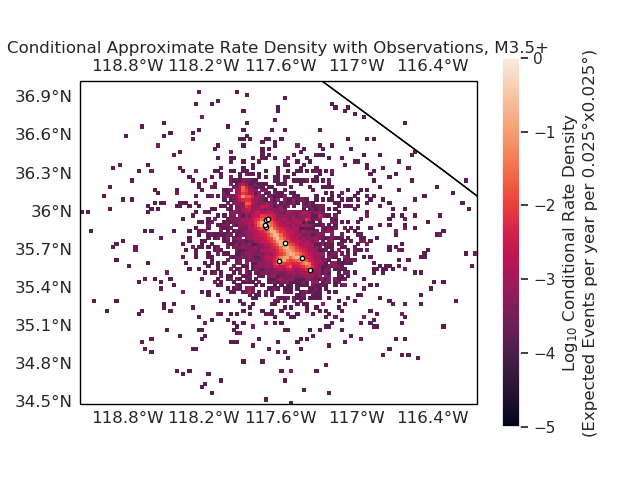 Conditional Approximate Rate Density with Observations, M3.5+
118.8°W 118.2°W 117.6°W 117°W 116.4°W
36.9°N
36.6°N
36.3°N
36°N
35.7°N
35.4°N
35.1°N
34.8°N
34.5°N
118.8°W 118.2°W 117.6°W 117°W 116.4°W
0
−1
−2
−3
−4
−5
Log₁₀ Conditional Rate Density
(Expected Events per year per 0.025°x0.025°)